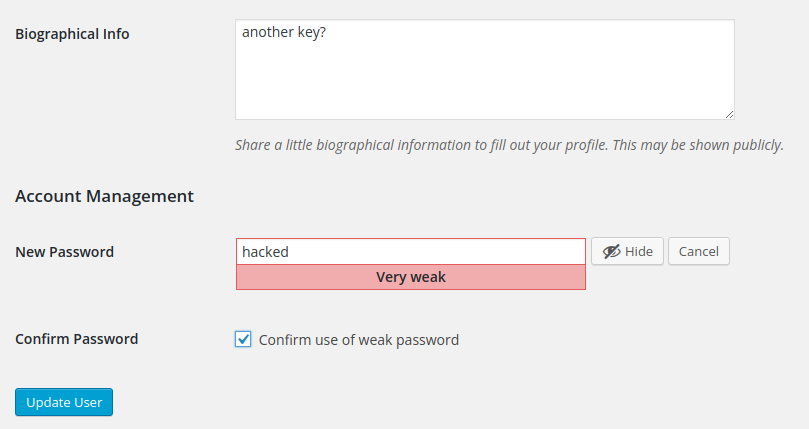 Biographical Info
another key?
Share a little biographical information to fill out your profile. This may be shown publicly.
Account Management
New Password
hacked
Hide
Cancel
Very weak
Confirm Password
Confirm use of weak password
Update User